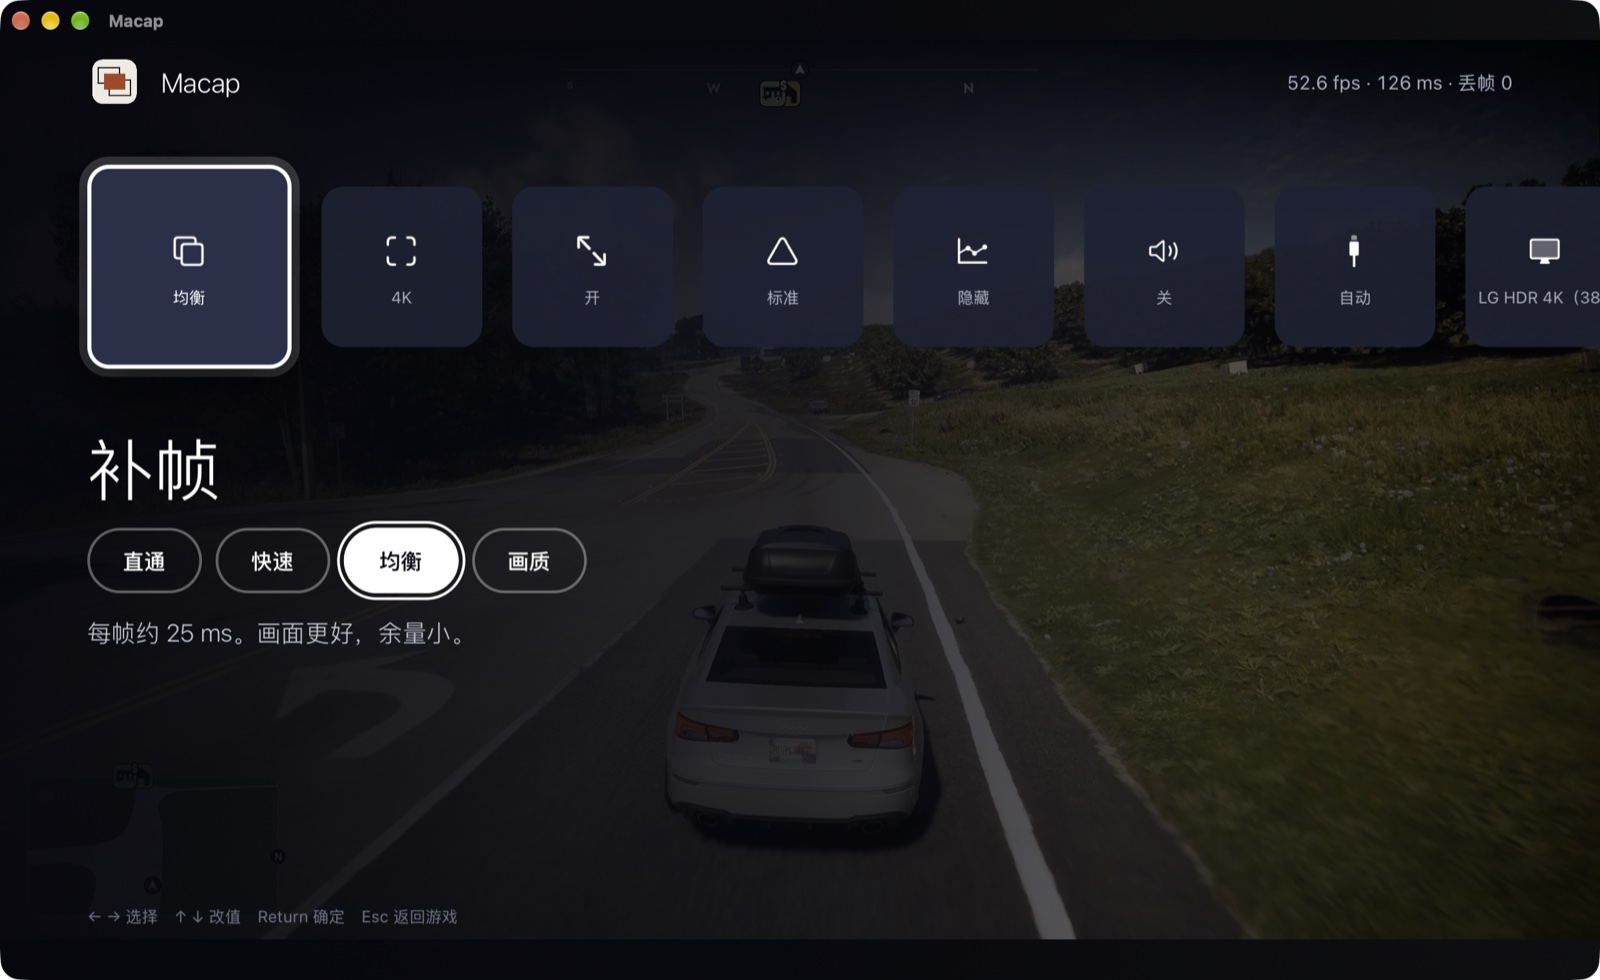 Macap
Macap
52.6 fps · 126 ms · 丢帧 0
W
N
均衡
4K
开
标准
隐藏
关
自动
LG HDR 4K（38
补帧
直通
快速
均衡
画质
每帧约 25 ms。画面更好，余量小。
N
← → 选择 ↑ ↓ 改值 Return 确定 Esc 返回游戏